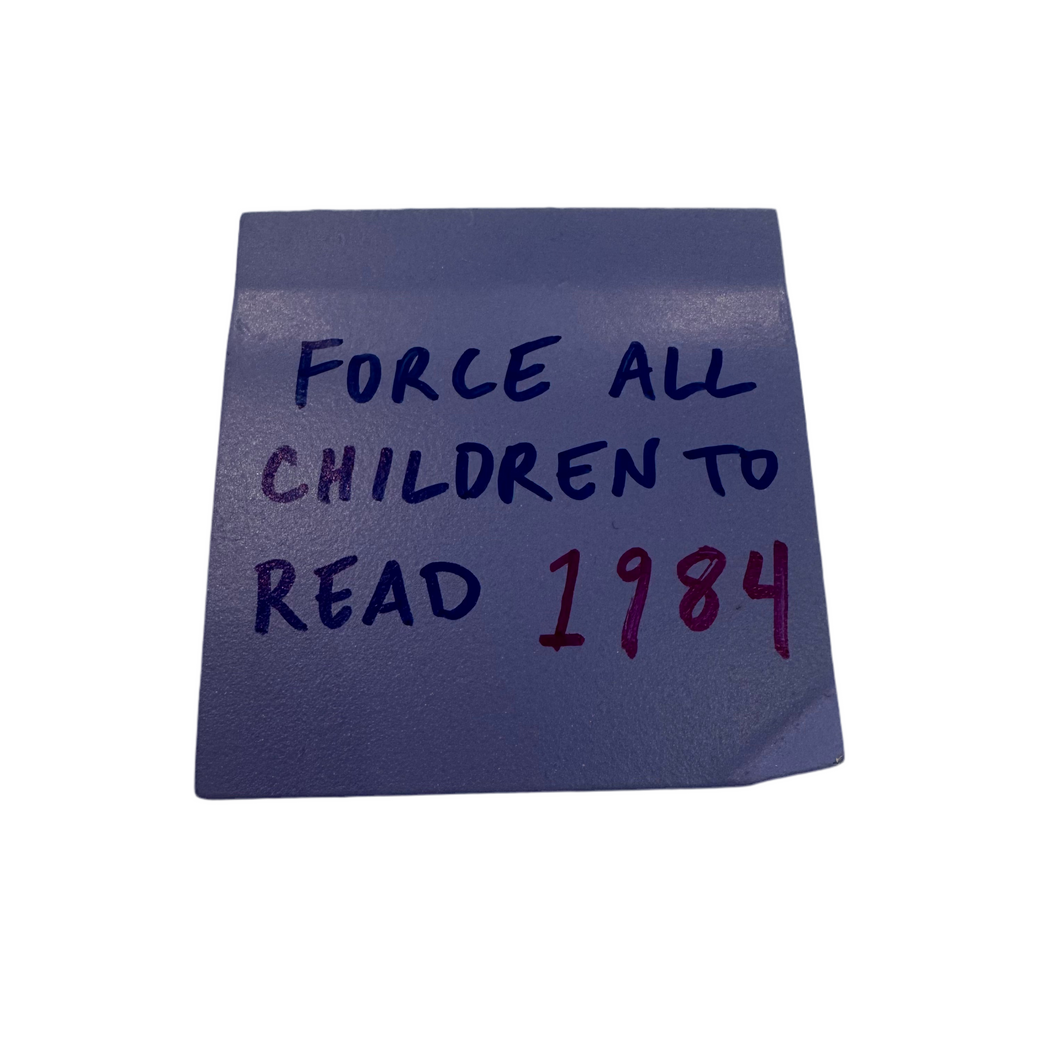 FORCE ALL
CHILDREN TO
READ 1984